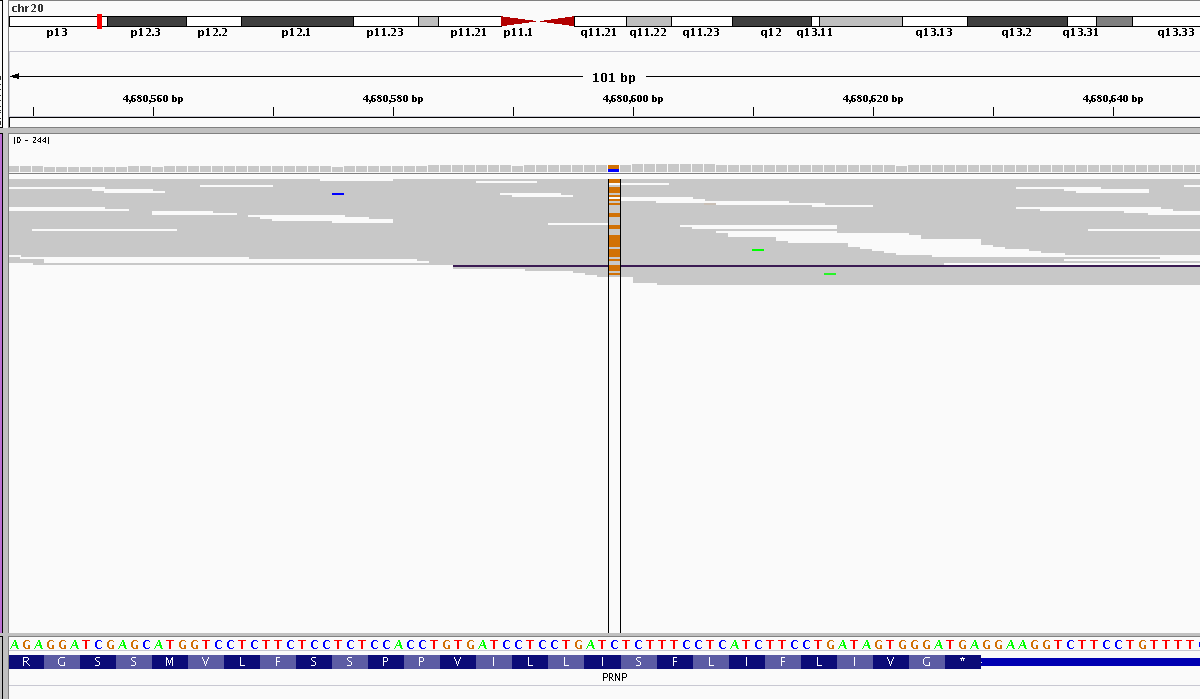 chr20
p13 p12.3 p12.2 p12.1 p11.23 p11.21 p11.1 q11.21 q11.22 q11.23 q12 q13.11 q13.13 q13.2 q13.31 q13.33
101 bp
4,680,560 bp 4,680,580 bp 4,680,600 bp 4,680,620 bp 4,680,640 bp
[0 - 244]
AGAGGATCGAGCATGGTCCTCTTCTCCTCTCCACCTGTGATCCTCCTGATCTCTTTCCTCATCTTCCTGATAGTGGGATGAGGAAGGTCTTCCTGTTTT
R G S S M V L F S S P P V I L L I S F L I F L I V G *
PRNP